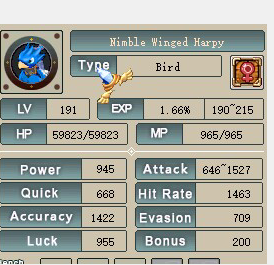 Nimble Winged Harpy
Type Bird
LV 191 EXP 1.66% 190~215
HP 59823/59823 MP 965/965
Power 945 Attack 646~1527
Quick 668 Hit Rate 1463
Accuracy 1422 Evasion 709
Luck 955 Bonus 200